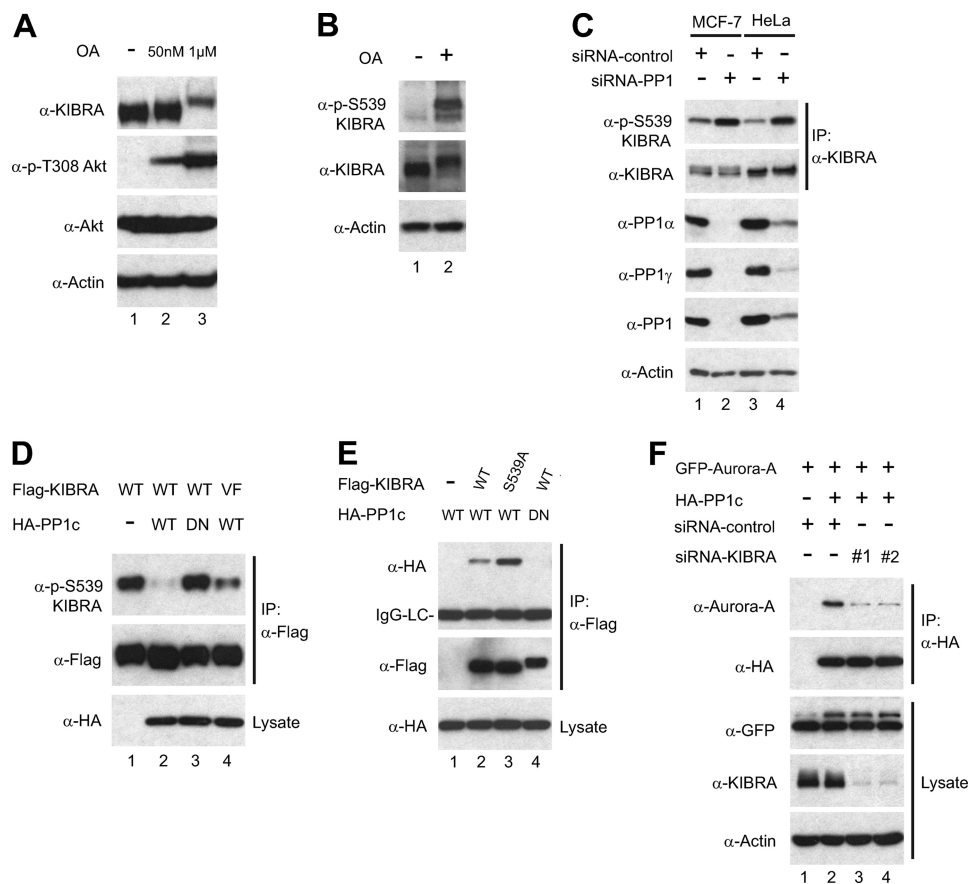 A
OA - 50nM 1µM
α-KIBRA
α-p-T308 Akt
α-Akt
α-Actin
1 2 3
B
OA - +
α-p-S539
KIBRA
α-KIBRA
α-Actin
1 2
C
MCF-7 HeLa
siRNA-control + - + -
siRNA-PP1 - + - +
α-p-S539
KIBRA
α-KIBRA
IP:
α-KIBRA
α-PP1α
α-PP1γ
α-PP1
α-Actin
1 2 3 4
D
Flag-KIBRA WT WT WT VF
HA-PP1c - WT DN WT
α-p-S539
KIBRA
α-Flag
IP:
α-Flag
α-HA Lysate
1 2 3 4
E
Flag-KIBRA - WT S539A WT
HA-PP1c WT WT WT DN
α-HA
IgG-LC-
α-Flag
IP:
α-Flag
α-HA Lysate
1 2 3 4
F
GFP-Aurora-A + + + +
HA-PP1c - + + +
siRNA-control + + - -
siRNA-KIBRA - - #1 #2
α-Aurora-A
α-HA
IP:
α-HA
α-GFP
α-KIBRA
α-Actin
Lysate
1 2 3 4